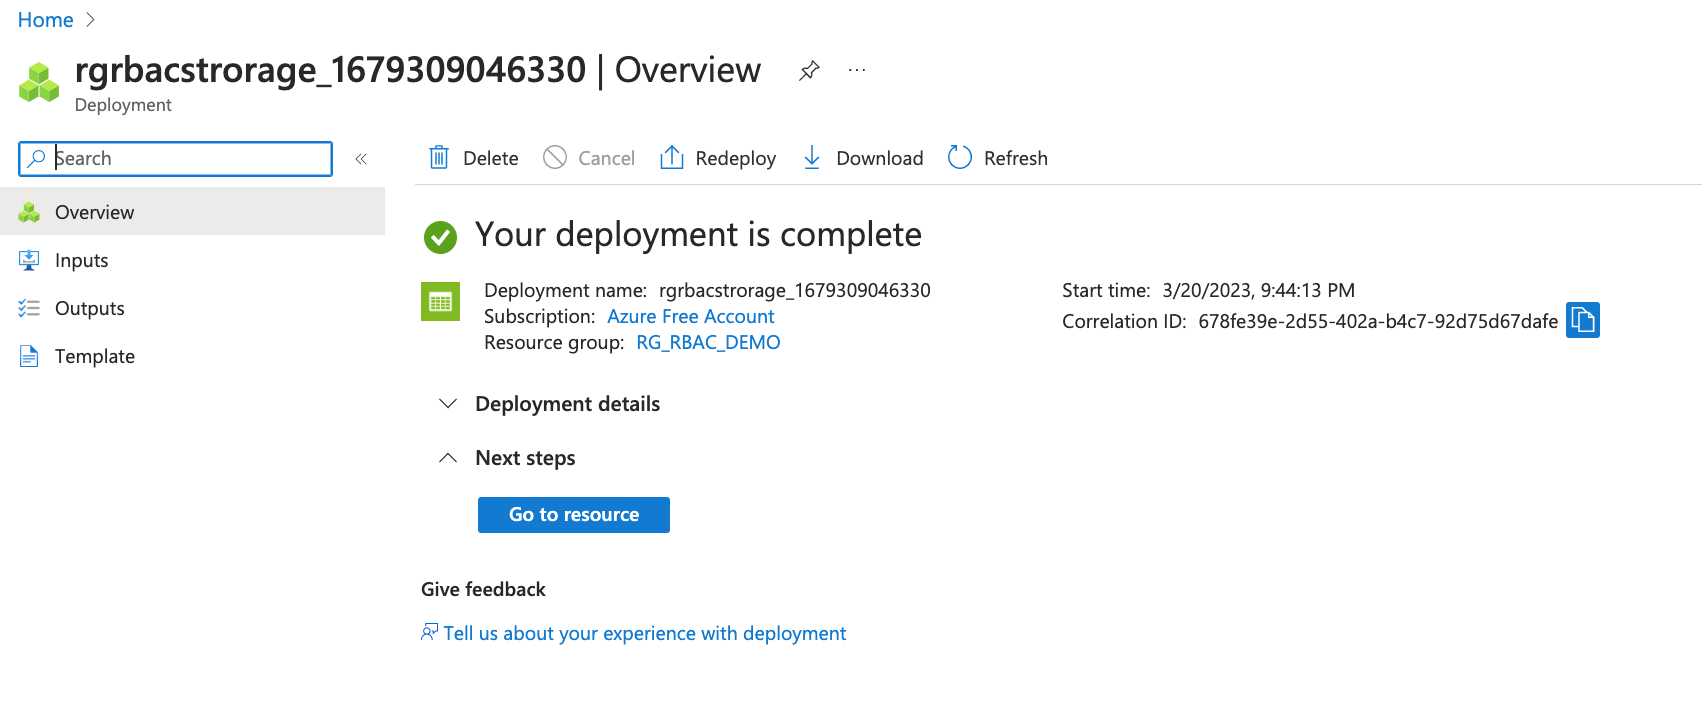 Home
rgrbacstrorage_1679309046330 | Overview
Deployment
Search
Delete Cancel Redeploy Download Refresh
Overview
Inputs
Outputs
Template
Your deployment is complete
Deployment name: rgrbacstrorage_1679309046330
Subscription: Azure Free Account
Resource group: RG_RBAC_DEMO
Start time: 3/20/2023, 9:44:13 PM
Correlation ID: 678fe39e-2d55-402a-b4c7-92d75d67dafe
Deployment details
Next steps
Go to resource
Give feedback
Tell us about your experience with deployment